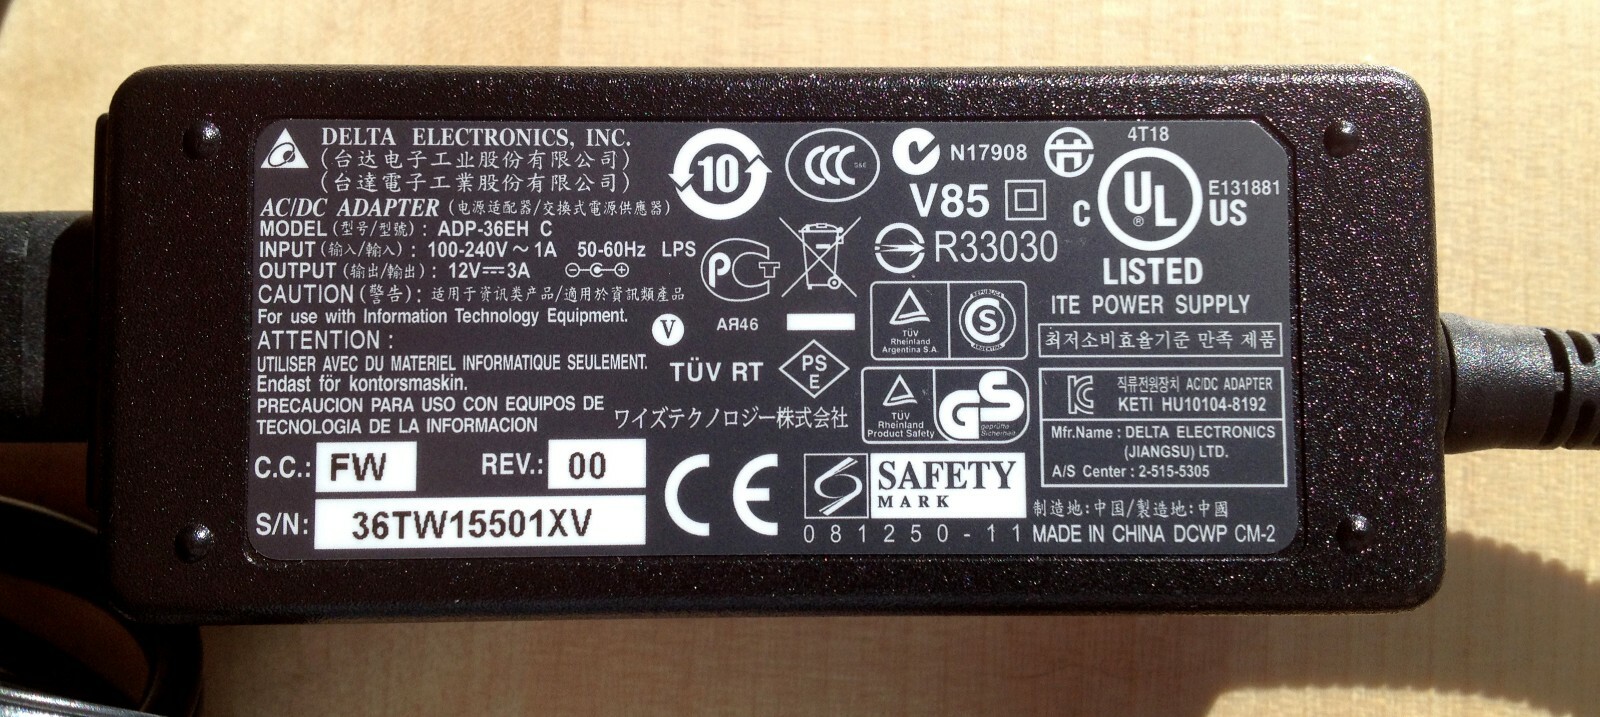 DELTA ELECTRONICS, INC.
(台达电子工业股份有限公司)
(台達電子工業股份有限公司)
AC/DC ADAPTER (电源适配器/交換式電源供應器)
MODEL (型号/型號) : ADP-36EH C
INPUT (输入/輸入) : 100-240V ~ 1A 50-60Hz LPS
OUTPUT (输出/輸出) : 12V⎓3A
CAUTION (警告) : 适用于资讯类产品/適用於資訊類產品
For use with Information Technology Equipment.
ATTENTION :
UTILISER AVEC DU MATERIEL INFORMATIQUE SEULEMENT.
Endast för kontorsmaskin.
PRECAUCION PARA USO CON EQUIPOS DE
TECNOLOGIA DE LA INFORMACION
C.C.: FW REV.: 00
S/N: 36TW15501XV
10
CCC
S&E
N17908
V85
R33030
PCT
AЯ46
V
TÜV RT
PS
E
ワイズテクノロジー株式会社
CE
TÜV
Rheinland
Argentina S.A.
REPUBLICA
S
ARGENTINA
TÜV
Rheinland
Product Safety
GS
geprüfte
Sicherheit
SAFETY
MARK
081250-11
4T18
C UL US
®
E131881
LISTED
ITE POWER SUPPLY
최저소비효율기준 만족 제품
직류전원장치 AC/DC ADAPTER
KETI HU10104-8192
Mfr.Name : DELTA ELECTRONICS
(JIANGSU) LTD.
A/S Center : 2-515-5305
制造地:中国/製造地:中國
MADE IN CHINA DCWP CM-2